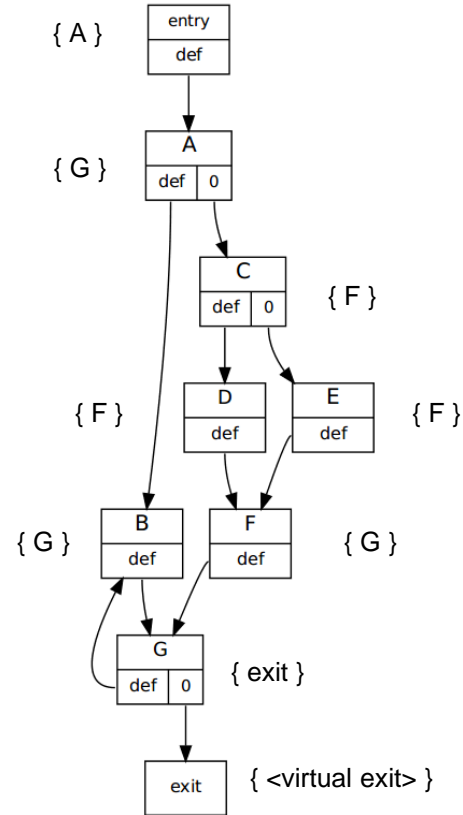 { A }
entry
def
{ G }
A
def 0
C
def 0
{ F }
{ F }
D
def
E
def
{ F }
{ G }
B
def
F
def
{ G }
G
def 0
{ exit }
exit
{ <virtual exit> }